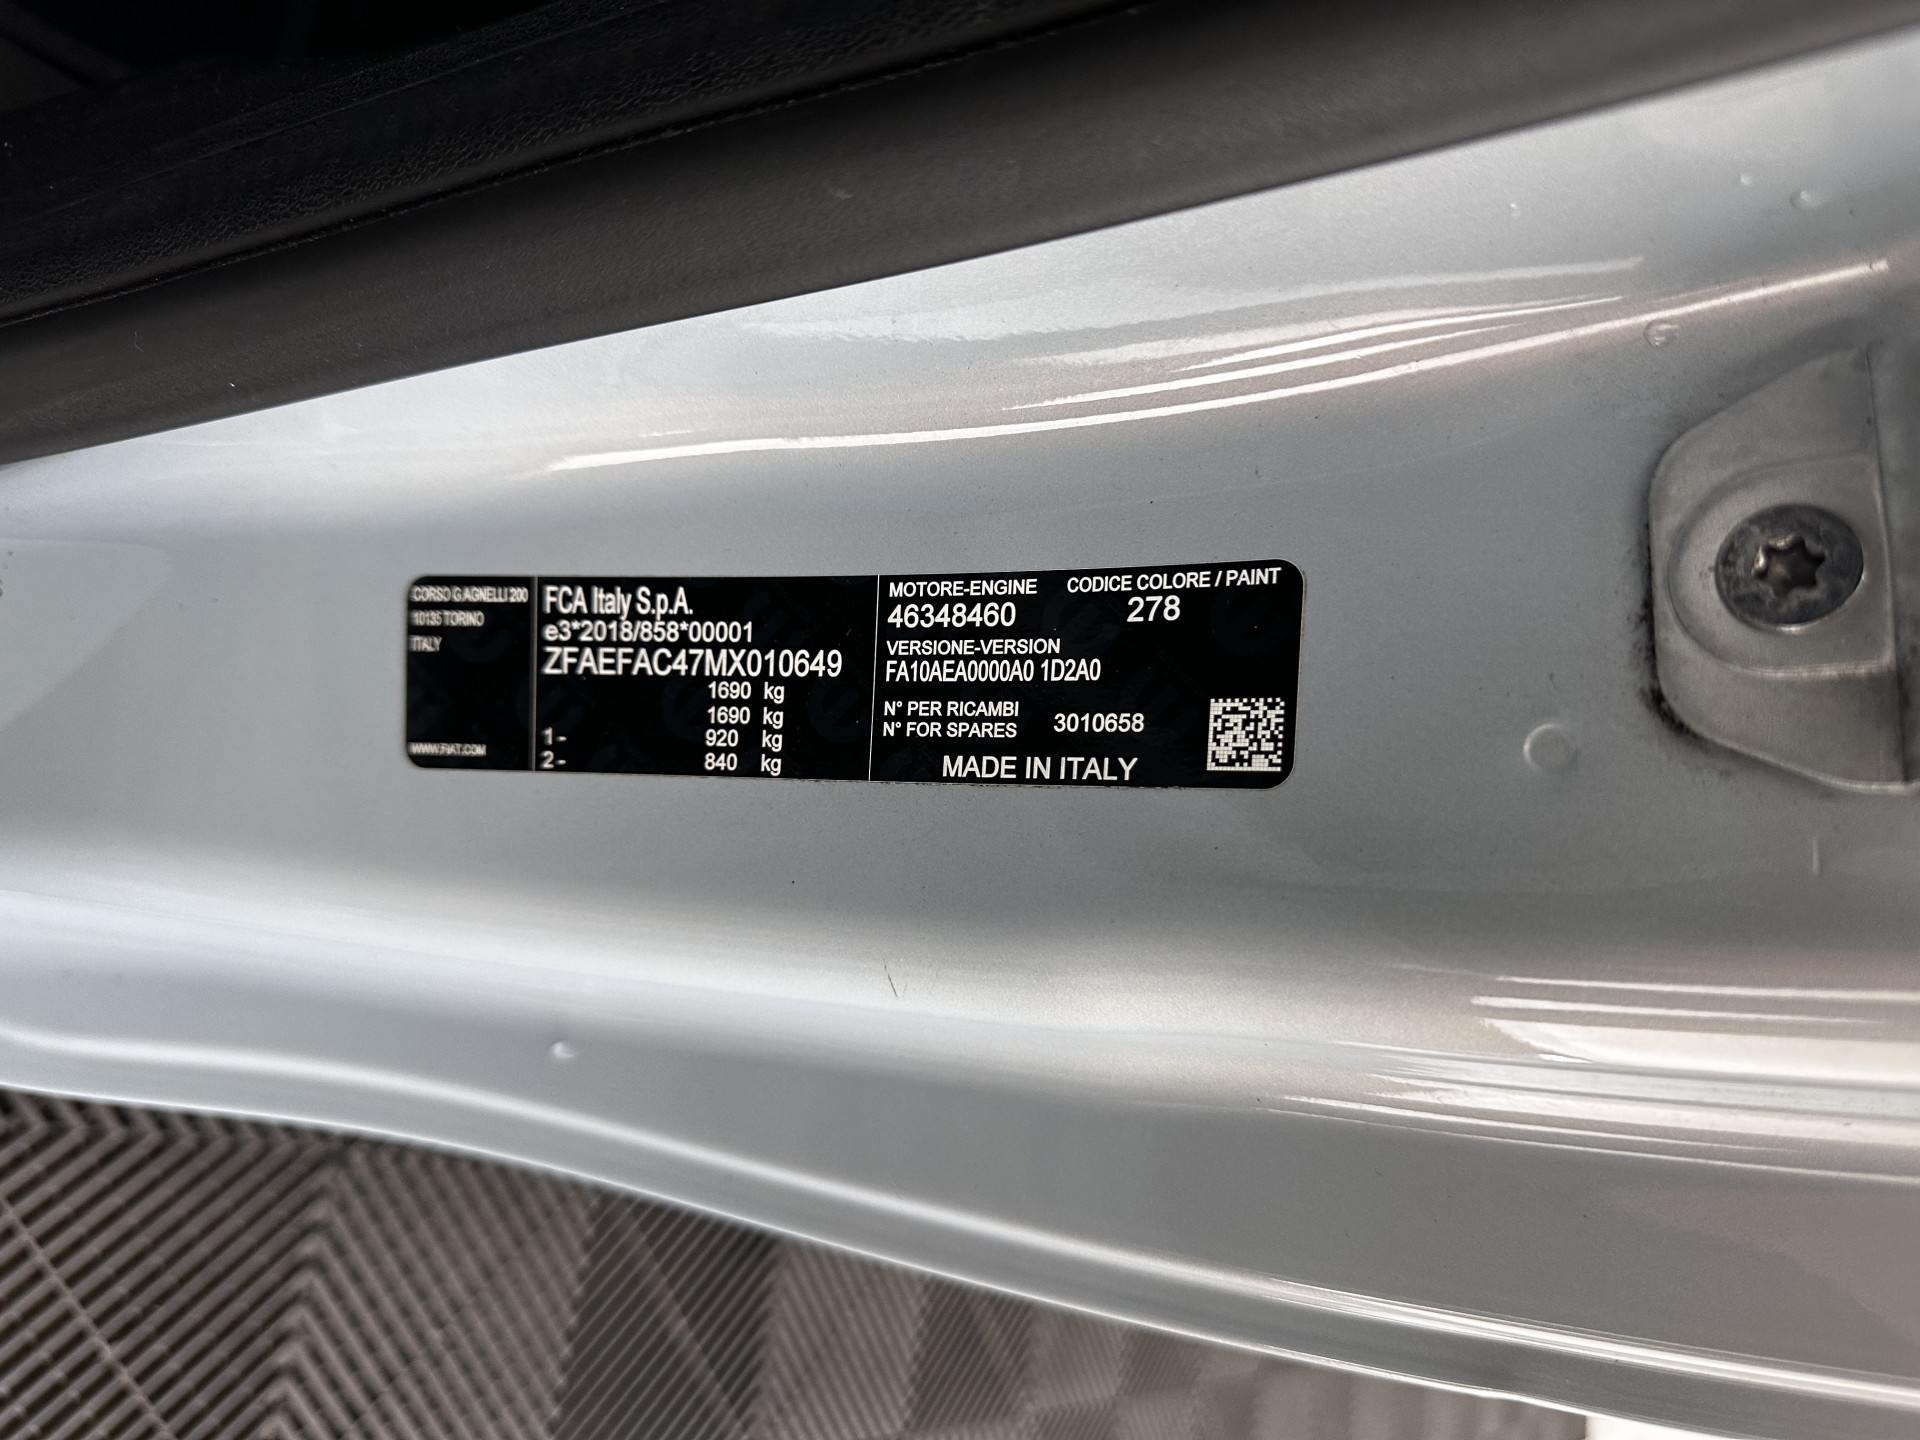 CORSO G.AGNELLI 200
10135 TORINO
ITALY
WWW.FIAT.COM
FCA Italy S.p.A.
e3*2018/858*00001
ZFAEFAC47MX010649
1690 kg
1690 kg
1- 920 kg
2- 840 kg
MOTORE-ENGINE CODICE COLORE / PAINT
46348460 278
VERSIONE-VERSION
FA10AEA0000A0 1D2A0
N° PER RICAMBI
N° FOR SPARES 3010658
MADE IN ITALY